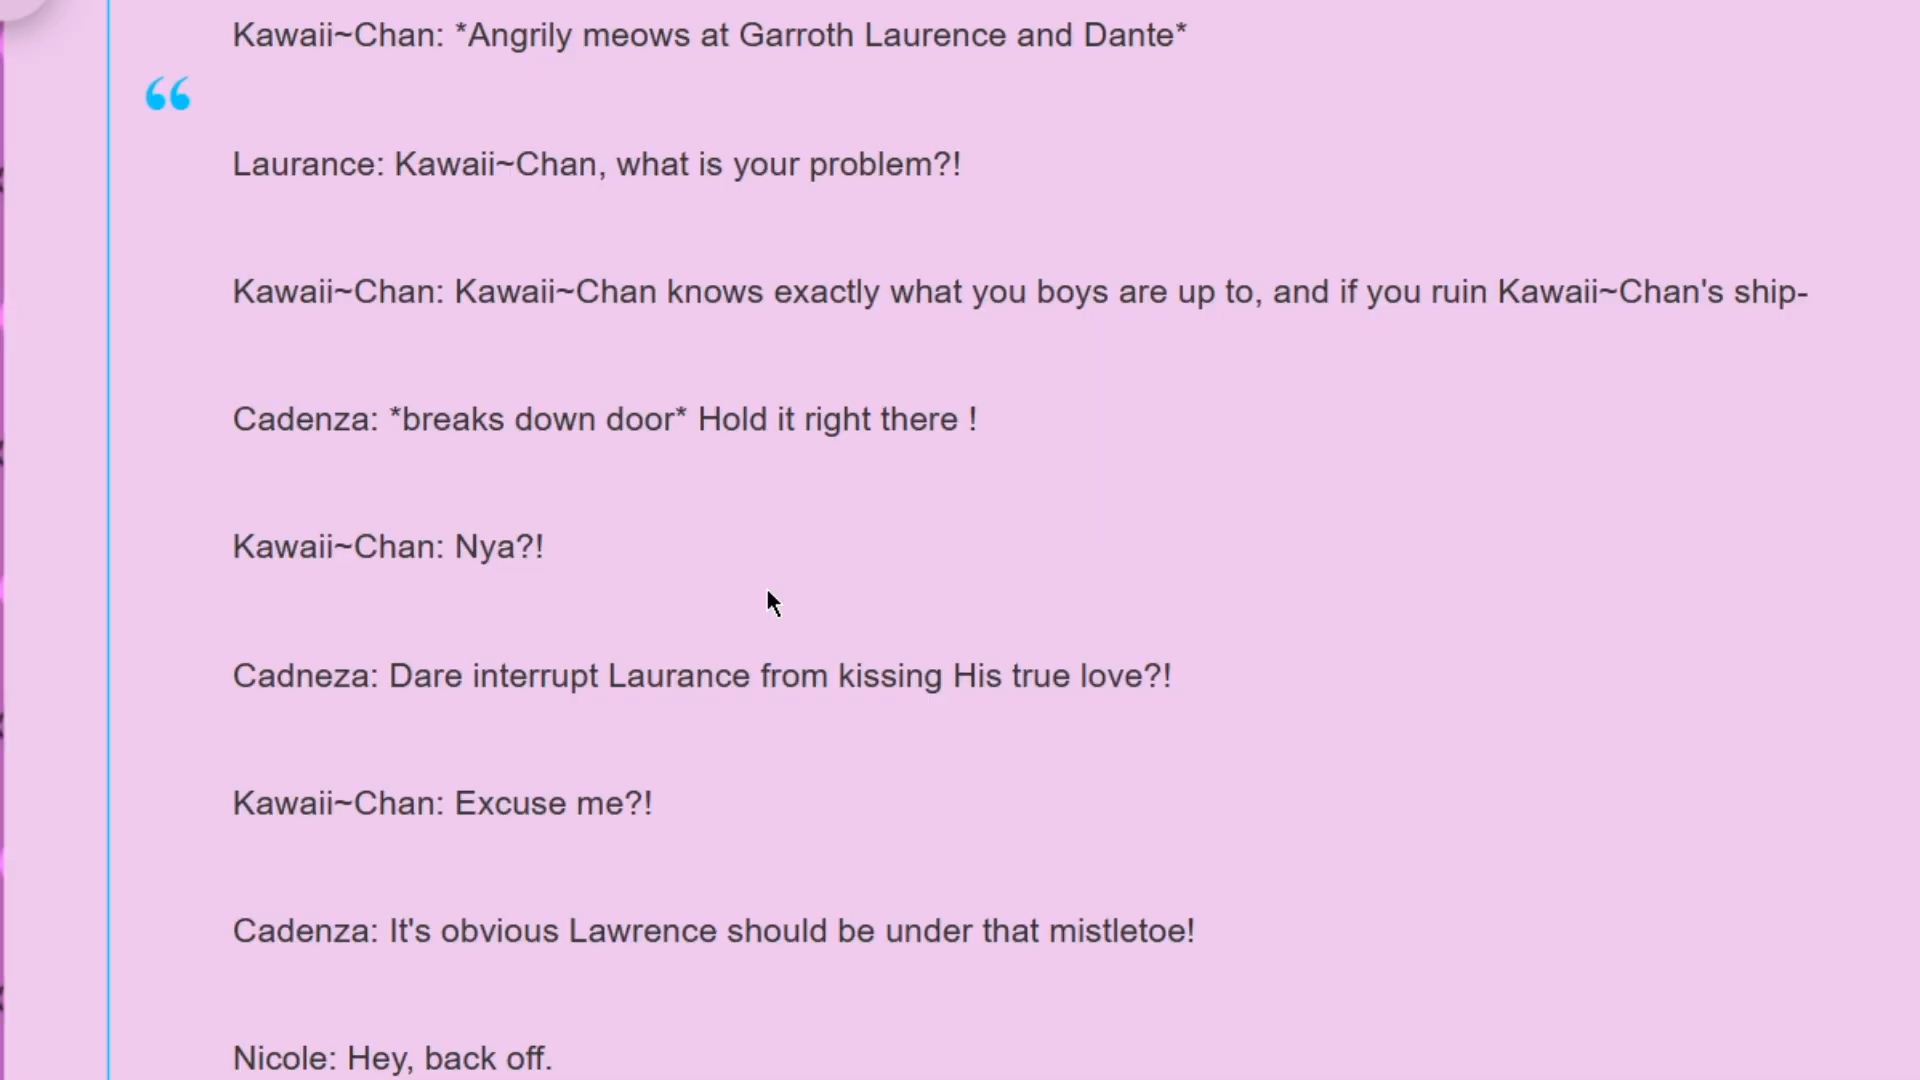 Kawaii~Chan: *Angrily meows at Garroth Laurence and Dante*
“
Laurance: Kawaii~Chan, what is your problem?!
Kawaii~Chan: Kawaii~Chan knows exactly what you boys are up to, and if you ruin Kawaii~Chan's ship-
Cadenza: *breaks down door* Hold it right there !
Kawaii~Chan: Nya?!
Cadneza: Dare interrupt Laurance from kissing His true love?!
Kawaii~Chan: Excuse me?!
Cadenza: It's obvious Lawrence should be under that mistletoe!
Nicole: Hey, back off.